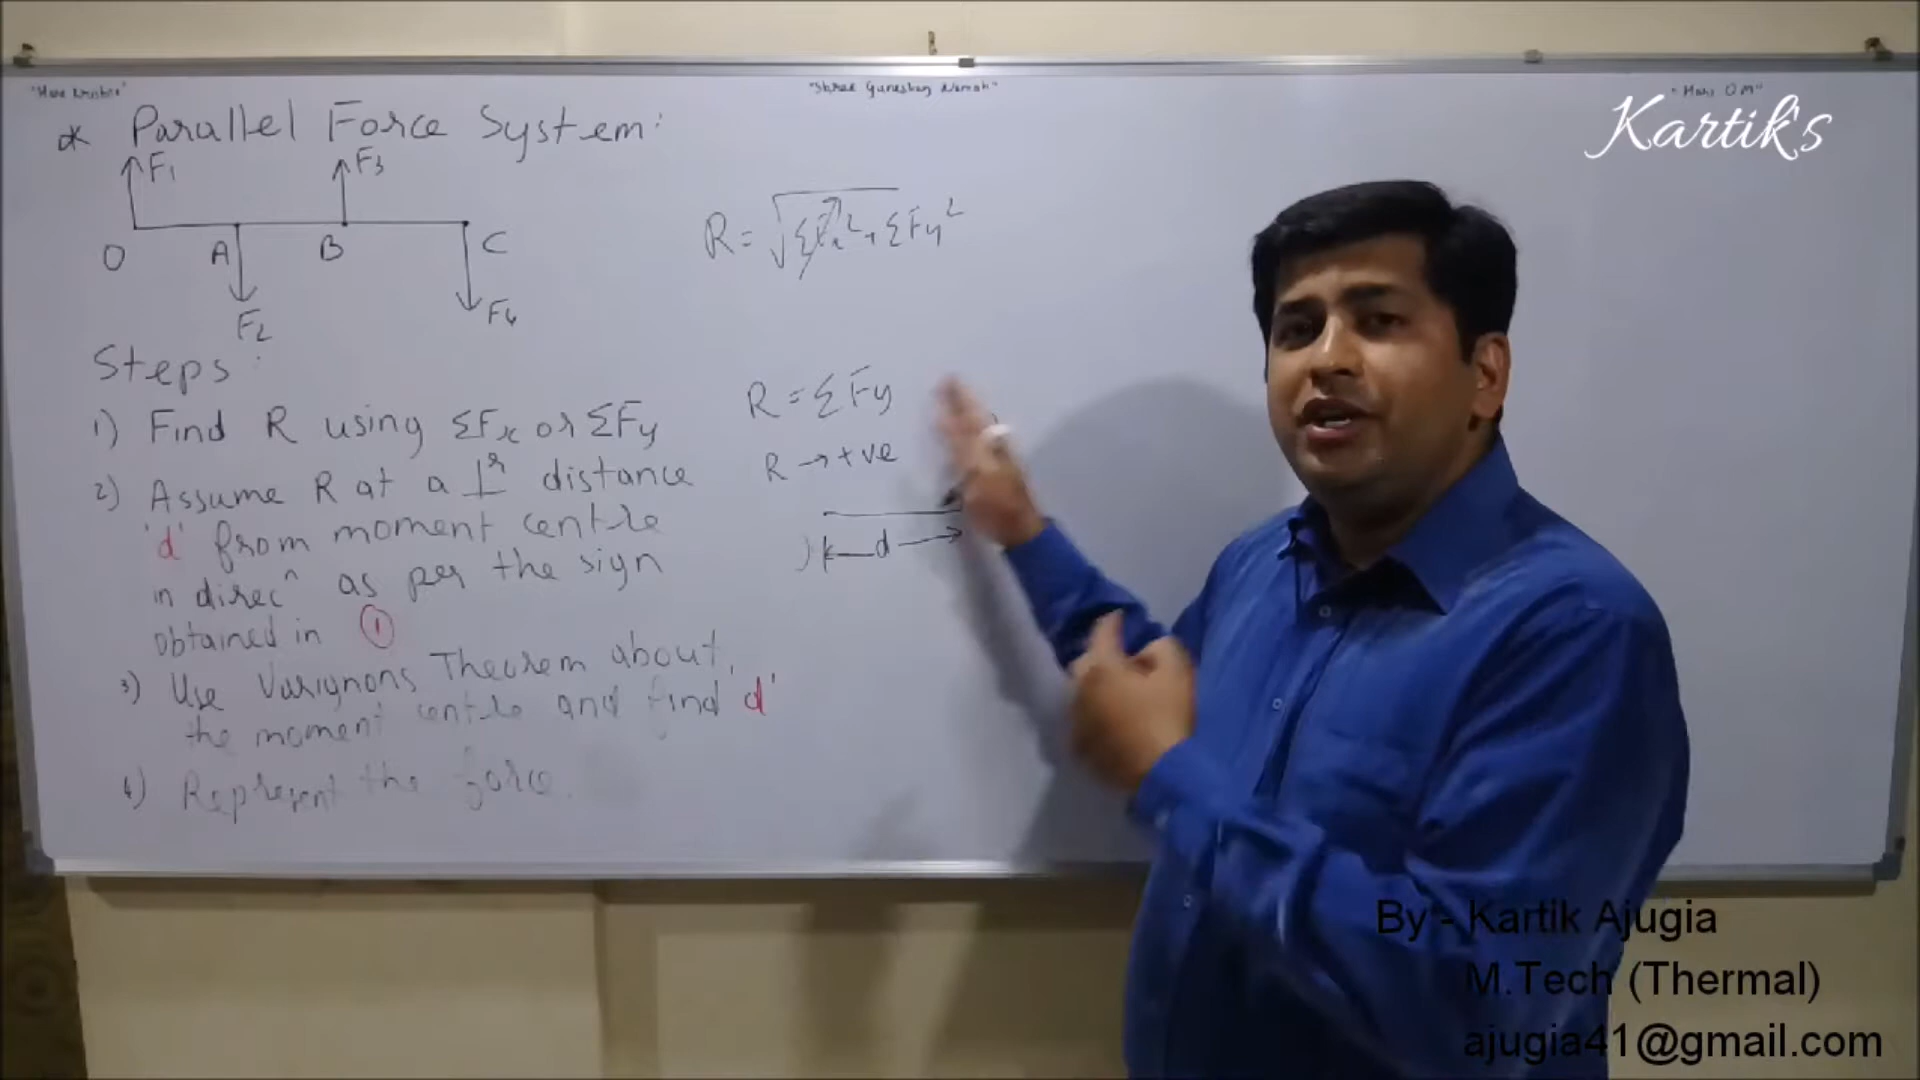 "Hare Krishna"
"Shree Ganeshay Namah"
"Hari OM"
Kartik's
* Parallel Force System:
F1
F3
O
A
B
C
F2
F4
R = √ΣFx² + ΣFy²
Steps:
1) Find R using ΣFx or ΣFy
2) Assume R at a ⊥r distance
'd' from moment centre
in direcⁿ as per the sign
obtained in ①
3) Use Varignons Theorem about
the moment centre and find 'd'
4) Represent the force.
R = ΣFy
R → +ve
d
By - Kartik Ajugia
M.Tech (Thermal)
ajugia41@gmail.com